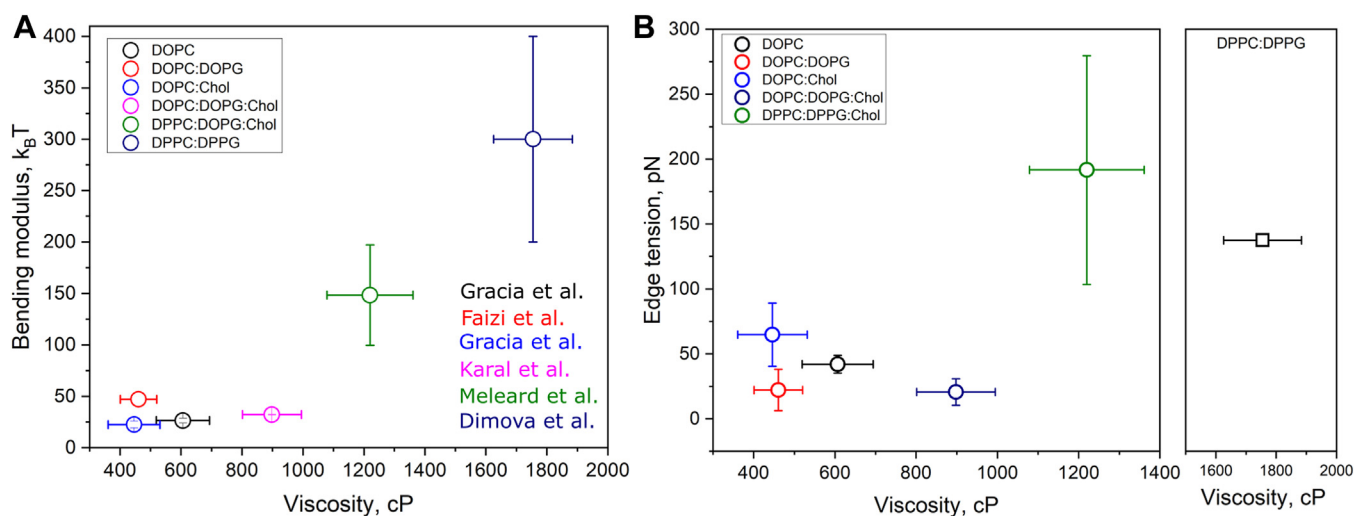 A
400
350
300
250
200
150
100
50
0
Bending modulus, k_BT
DOPC
DOPC:DOPG
DOPC:Chol
DOPC:DOPG:Chol
DPPC:DOPG:Chol
DPPC:DPPG
Gracia et al.
Faizi et al.
Gracia et al.
Karal et al.
Meleard et al.
Dimova et al.
400 600 800 1000 1200 1400 1600 1800 2000
Viscosity, cP
B
300
250
200
150
100
50
0
Edge tension, pN
DOPC
DOPC:DOPG
DOPC:Chol
DOPC:DOPG:Chol
DPPC:DPPG:Chol
400 600 800 1000 1200 1400
Viscosity, cP
DPPC:DPPG
1600 1800 2000
Viscosity, cP